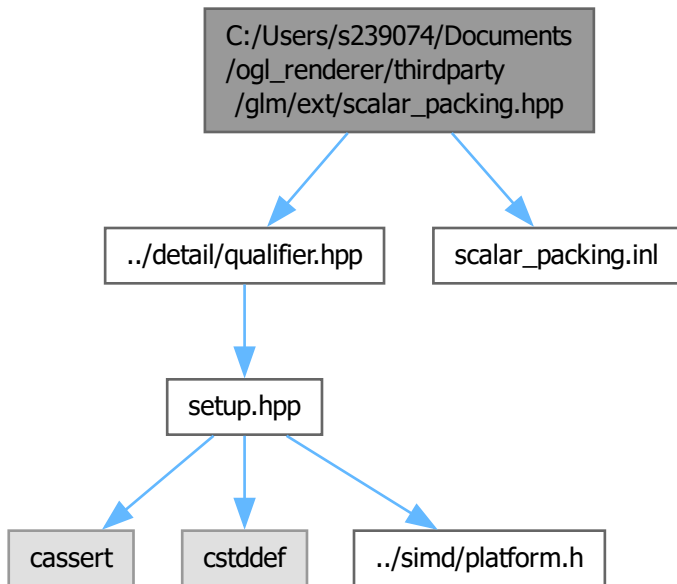 C:/Users/s239074/Documents
/ogl_renderer/thirdparty
/glm/ext/scalar_packing.hpp
../detail/qualifier.hpp
scalar_packing.inl
setup.hpp
cassert
cstddef
../simd/platform.h